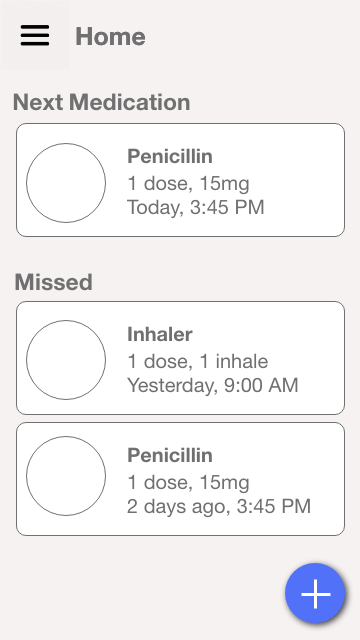 Home
Next Medication
Penicillin
1 dose, 15mg
Today, 3:45 PM
Missed
Inhaler
1 dose, 1 inhale
Yesterday, 9:00 AM
Penicillin
1 dose, 15mg
2 days ago, 3:45 PM